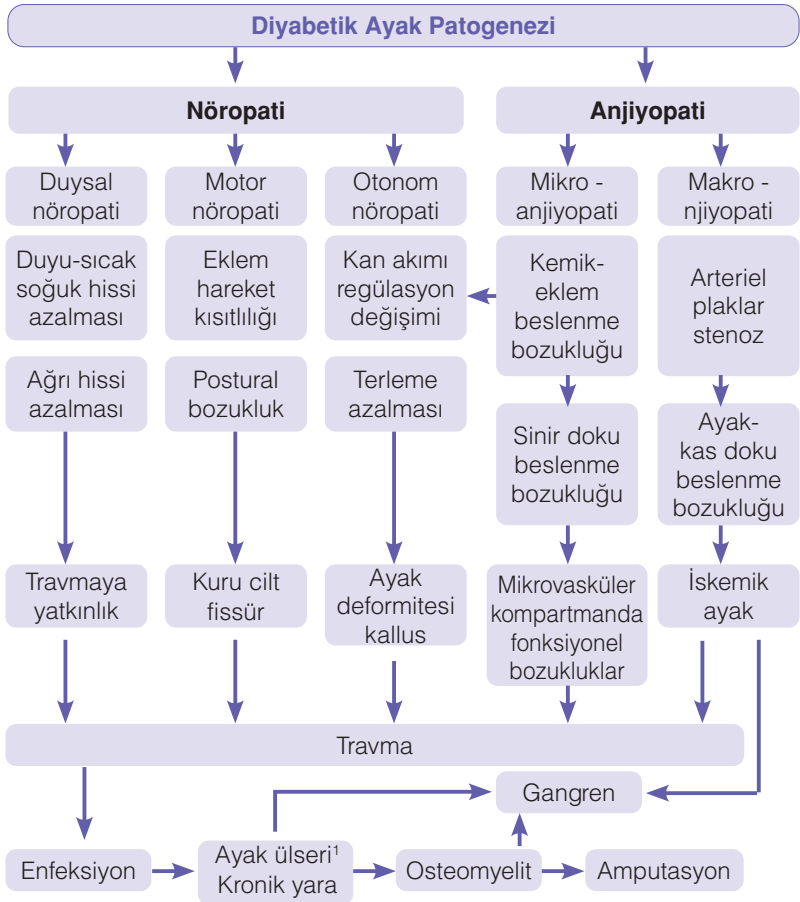 Diyabetik Ayak Patogenezi
Nöropati
Anjiyopati
Duysal
nöropati
Motor
nöropati
Otonom
nöropati
Mikro -
anjiyopati
Makro -
njiyopati
Duyu-sıcak
soğuk hissi
azalması
Eklem
hareket
kısıtlılığı
Kan akımı
regülasyon
değişimi
Kemik-
eklem
beslenme
bozukluğu
Arteriel
plaklar
stenoz
Ağrı hissi
azalması
Postural
bozukluk
Terleme
azalması
Sinir doku
beslenme
bozukluğu
Ayak-
kas doku
beslenme
bozukluğu
Travmaya
yatkınlık
Kuru cilt
fissür
Ayak
deformitesi
kallus
Mikrovasküler
kompartmanda
fonksiyonel
bozukluklar
İskemik
ayak
Travma
Gangren
Enfeksiyon
Ayak ülseri¹
Kronik yara
Osteomyelit
Amputasyon